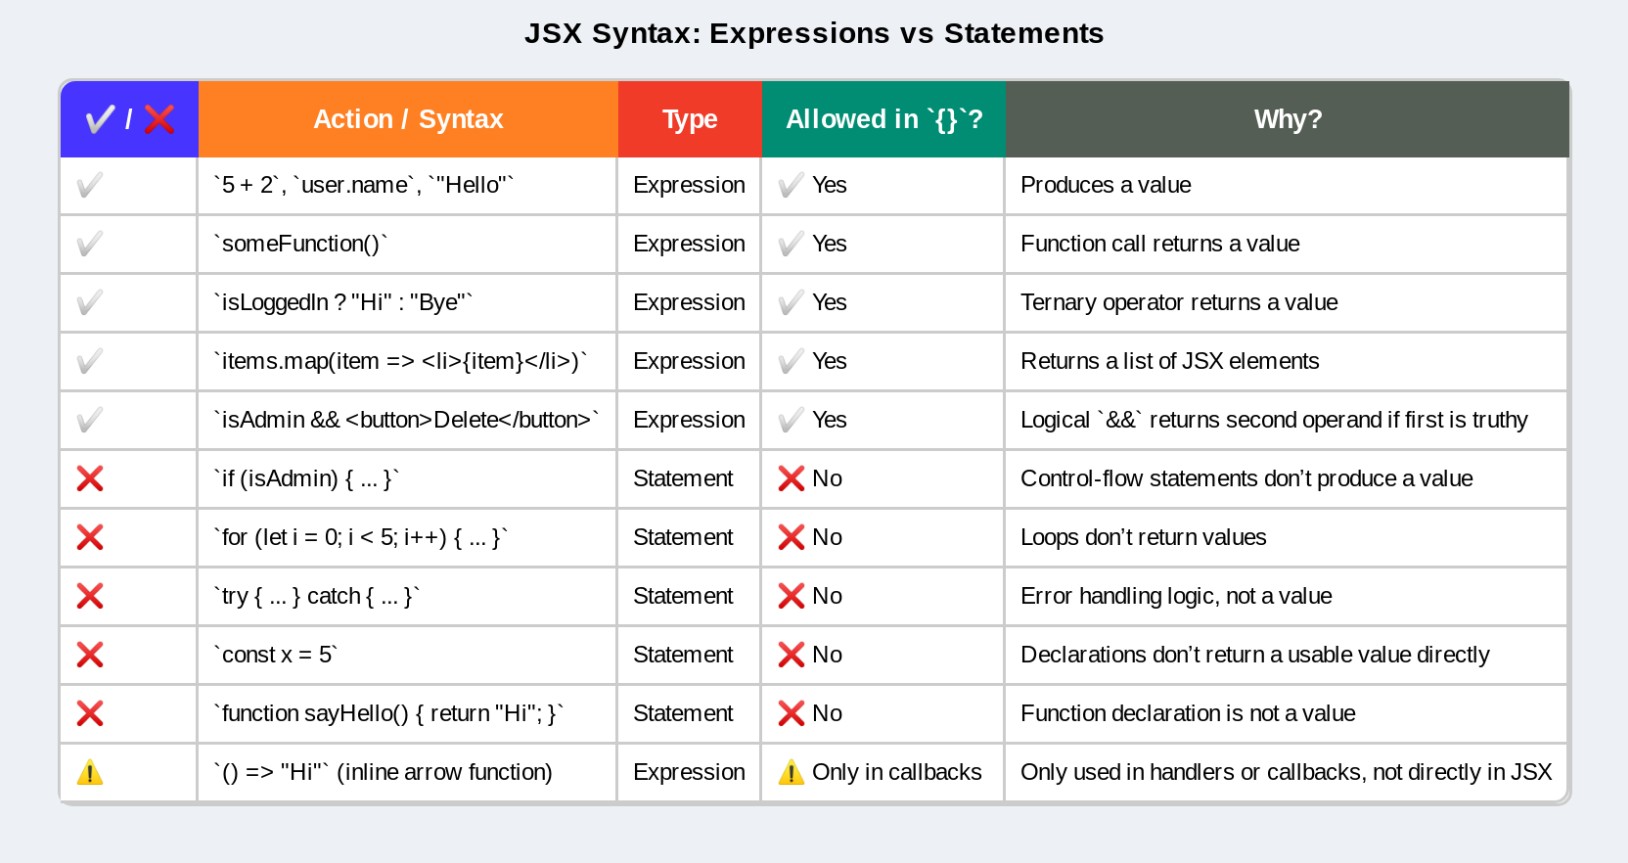 JSX Syntax: Expressions vs Statements
✔️ / ❌ Action / Syntax Type Allowed in `{}`? Why?
✔️ `5 + 2`, `user.name`, `"Hello"` Expression ✔️ Yes Produces a value
✔️ `someFunction()` Expression ✔️ Yes Function call returns a value
✔️ `isLoggedIn ? "Hi" : "Bye"` Expression ✔️ Yes Ternary operator returns a value
✔️ `items.map(item => <li>{item}</li>)` Expression ✔️ Yes Returns a list of JSX elements
✔️ `isAdmin && <button>Delete</button>` Expression ✔️ Yes Logical `&&` returns second operand if first is truthy
❌ `if (isAdmin) { ... }` Statement ❌ No Control-flow statements don’t produce a value
❌ `for (let i = 0; i < 5; i++) { ... }` Statement ❌ No Loops don’t return values
❌ `try { ... } catch { ... }` Statement ❌ No Error handling logic, not a value
❌ `const x = 5` Statement ❌ No Declarations don’t return a usable value directly
❌ `function sayHello() { return "Hi"; }` Statement ❌ No Function declaration is not a value
⚠️ `() => "Hi"` (inline arrow function) Expression ⚠️ Only in callbacks Only used in handlers or callbacks, not directly in JSX